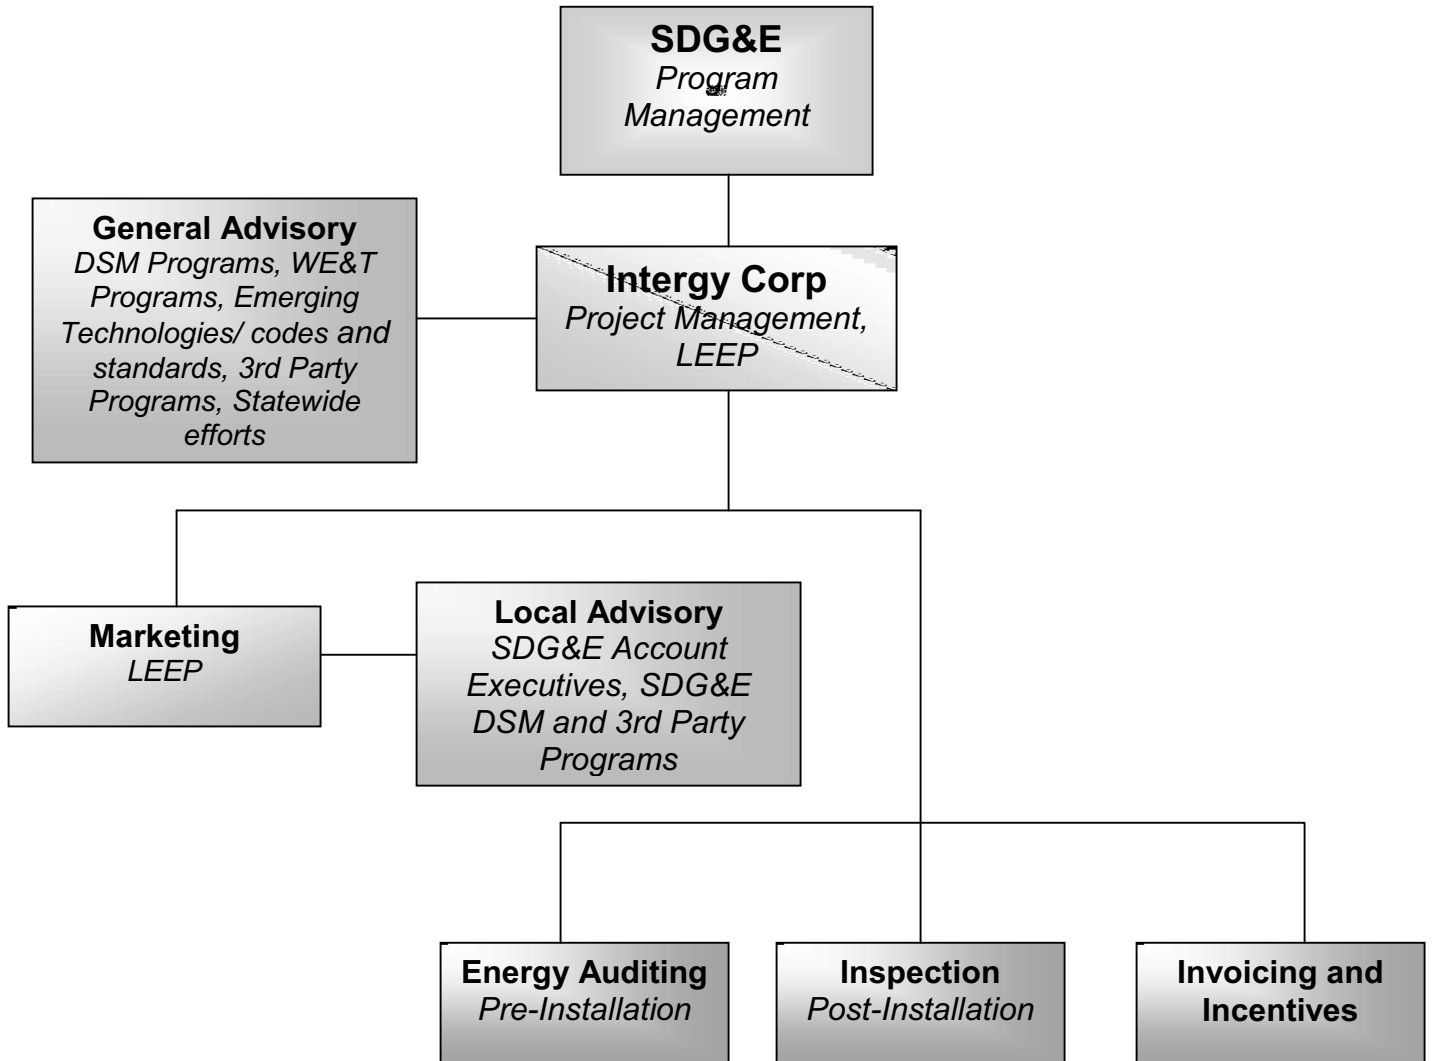 SDG&E
Program
Management
General Advisory
DSM Programs, WE&T
Programs, Emerging
Technologies/ codes and
standards, 3rd Party
Programs, Statewide
efforts
Intergy Corp
Project Management,
LEEP
Marketing
LEEP
Local Advisory
SDG&E Account
Executives, SDG&E
DSM and 3rd Party
Programs
Energy Auditing
Pre-Installation
Inspection
Post-Installation
Invoicing and
Incentives